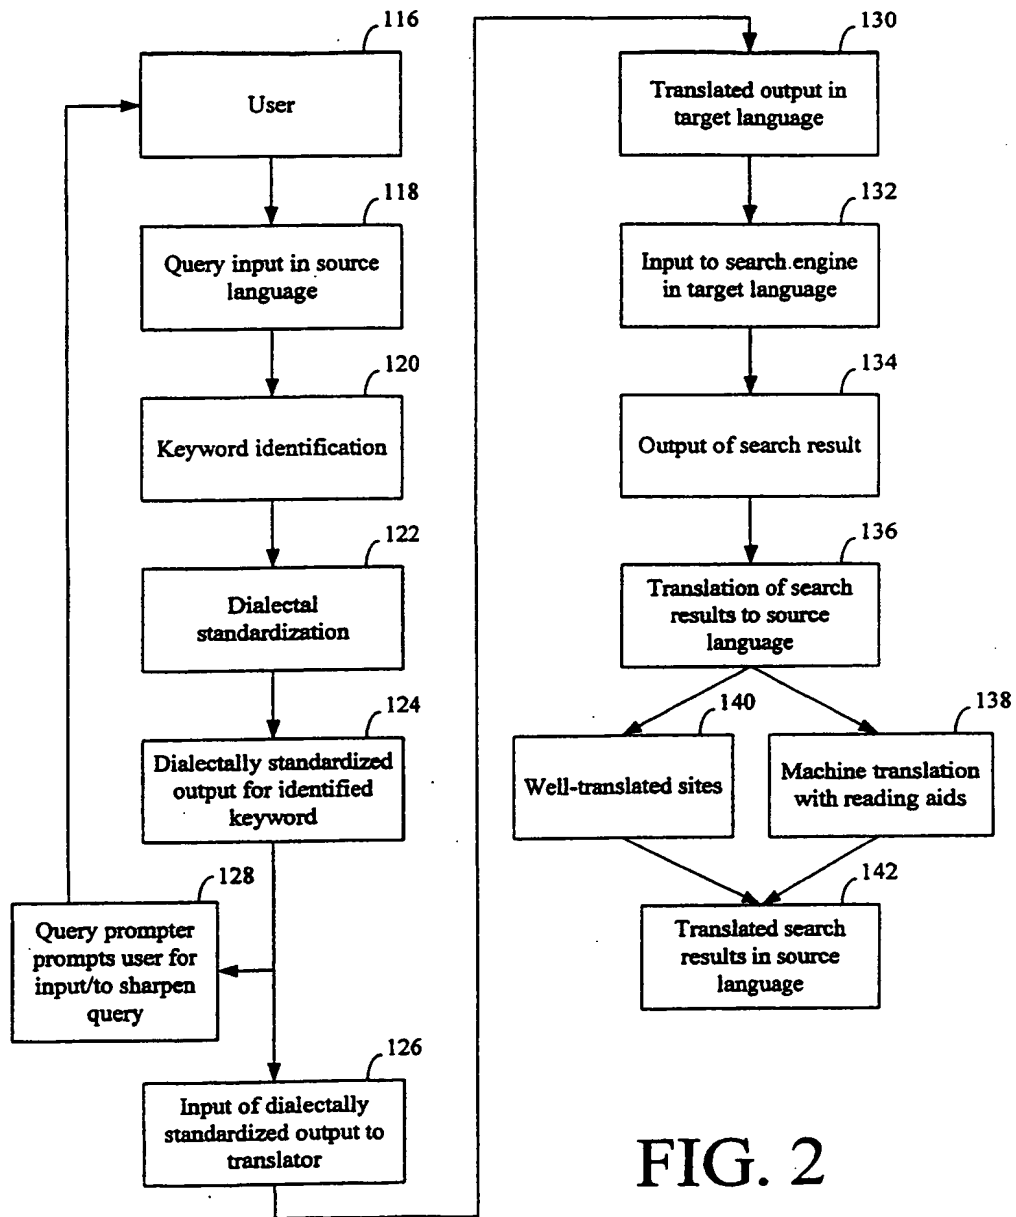 116
User
118
Query input in source
language
120
Keyword identification
122
Dialectal
standardization
124
Dialectally standardized
output for identified
keyword
128
Query prompter
prompts user for
input/to sharpen
query
126
Input of dialectally
standardized output to
translator
130
Translated output in
target language
132
Input to search engine
in target language
134
Output of search result
136
Translation of search
results to source
language
140
Well-translated sites
138
Machine translation
with reading aids
142
Translated search
results in source
language
FIG. 2